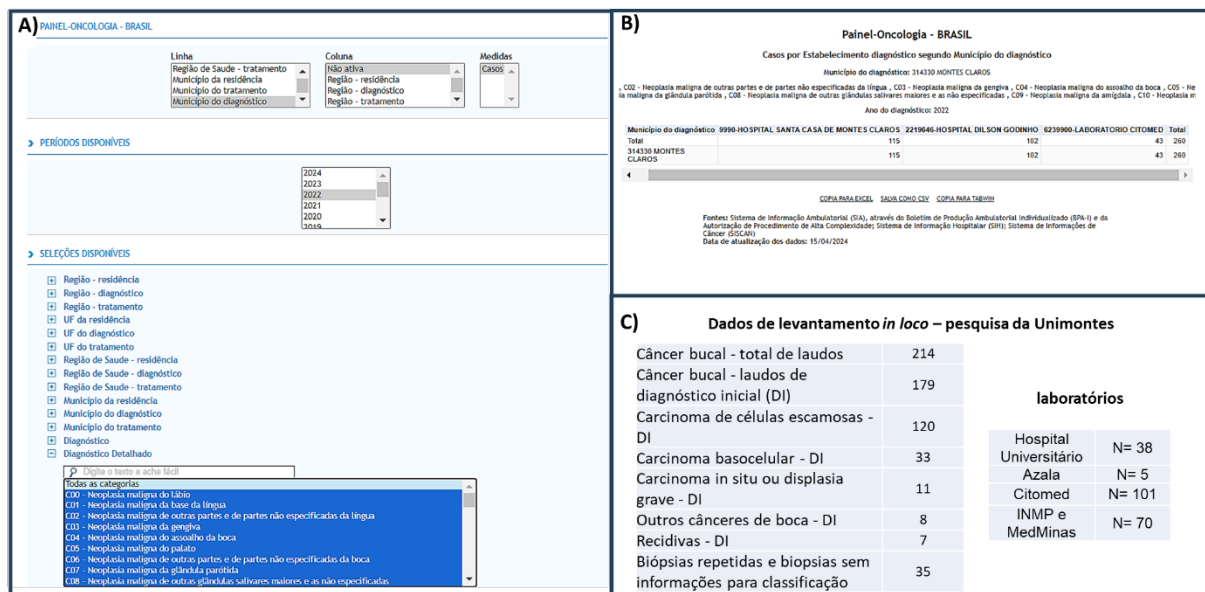 A)
PAINEL-ONCOLOGIA - BRASIL
Linha
Região de Saude - tratamento
Município da residência
Município do tratamento
Município do diagnóstico
Coluna
Não ativa
Região - residência
Região - diagnóstico
Região - tratamento
Medidas
Casos
PERÍODOS DISPONÍVEIS
2024
2023
2022
2021
2020
2019
SELEÇÕES DISPONÍVEIS
Região - residência
Região - diagnóstico
Região - tratamento
UF da residência
UF do diagnóstico
UF do tratamento
Região de Saude - residência
Região de Saude - diagnóstico
Região de Saude - tratamento
Município da residência
Município do diagnóstico
Município do tratamento
Diagnóstico
Diagnóstico Detalhado
Digite o texto e ache fácil
Todas as categorias
C00 - Neoplasia maligna do lábio
C01 - Neoplasia maligna da base da língua
C02 - Neoplasia maligna de outras partes e de partes não especificadas da língua
C03 - Neoplasia maligna da gengiva
C04 - Neoplasia maligna do assoalho da boca
C05 - Neoplasia maligna do palato
C06 - Neoplasia maligna de outras partes e de partes não especificadas da boca
C07 - Neoplasia maligna da glândula parótida
C08 - Neoplasia maligna de outras glândulas salivares maiores e as não especificadas
B)
Painel-Oncologia - BRASIL
Casos por Estabelecimento diagnóstico segundo Município do diagnóstico
Município do diagnóstico: 314330 MONTES CLAROS
, C02 - Neoplasia maligna de outras partes e de partes não especificadas da língua , C03 - Neoplasia maligna da gengiva , C04 - Neoplasia maligna do assoalho da boca , C05 - Ne
ia maligna da glândula parótida , C08 - Neoplasia maligna de outras glândulas salivares maiores e as não especificadas , C09 - Neoplasia maligna da amígdala , C10 - Neoplasia m
Ano do diagnóstico: 2022
Município do diagnóstico 9990-HOSPITAL SANTA CASA DE MONTES CLAROS 2219646-HOSPITAL DILSON GODINHO 6239900-LABORATORIO CITOMED Total
Total 115 102 43 260
314330 MONTES CLAROS 115 102 43 260
COPIA PARA EXCEL SALVA COMO CSV COPIA PARA TABWIN
Fontes: Sistema de Informação Ambulatorial (SIA), através do Boletim de Produção Ambulatorial Individualizado (BPA-I) e da
Autorização de Procedimento de Alta Complexidade; Sistema de Informação Hospitalar (SIH); Sistema de Informações de
Câncer (SISCAN)
Data de atualização dos dados: 15/04/2024
C)
Dados de levantamento in loco – pesquisa da Unimontes
Câncer bucal - total de laudos 214
Câncer bucal - laudos de
diagnóstico inicial (DI) 179
Carcinoma de células escamosas -
DI 120
Carcinoma basocelular - DI 33
Carcinoma in situ ou displasia
grave - DI 11
Outros cânceres de boca - DI 8
Recidivas - DI 7
Biópsias repetidas e biopsias sem
informações para classificação 35
laboratórios
Hospital
Universitário N= 38
Azala N= 5
Citomed N= 101
INMP e
MedMinas N= 70